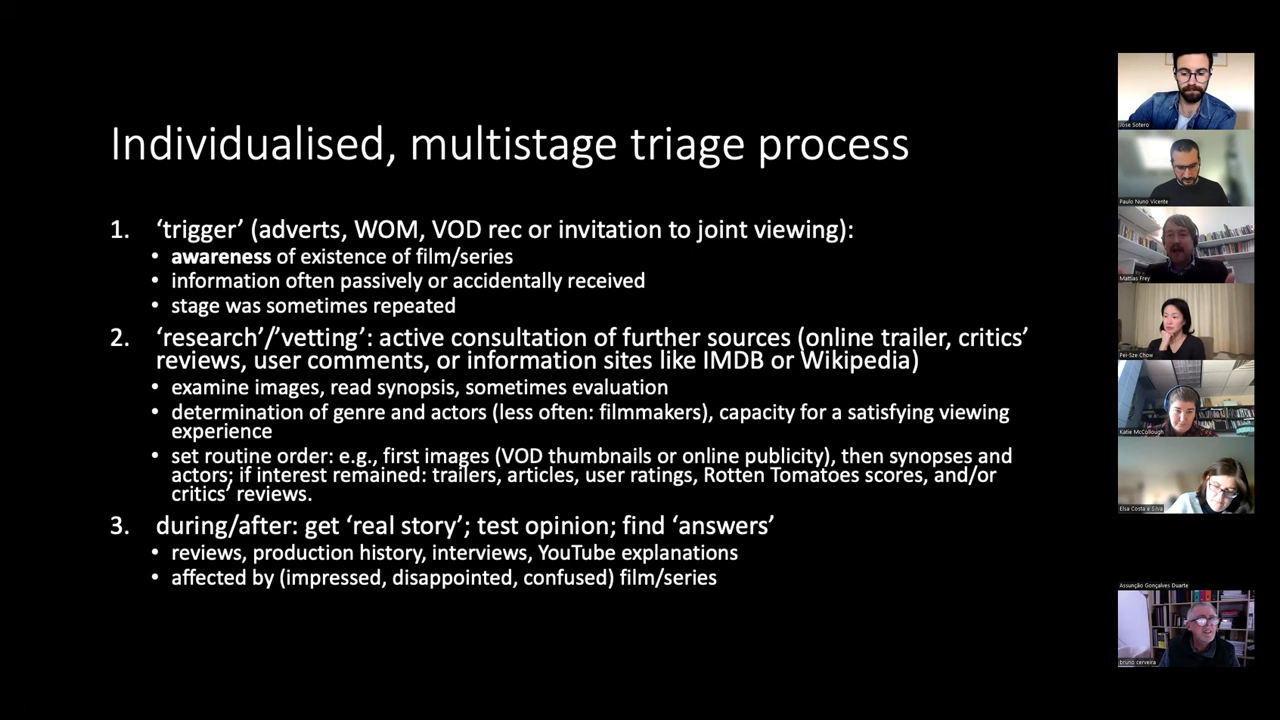 Individualised, multistage triage process
1. ‘trigger’ (adverts, WOM, VOD rec or invitation to joint viewing):
• awareness of existence of film/series
• information often passively or accidentally received
• stage was sometimes repeated
2. ‘research’/’vetting’: active consultation of further sources (online trailer, critics’
reviews, user comments, or information sites like IMDB or Wikipedia)
• examine images, read synopsis, sometimes evaluation
• determination of genre and actors (less often: filmmakers), capacity for a satisfying viewing
experience
• set routine order: e.g., first images (VOD thumbnails or online publicity), then synopses and
actors; if interest remained: trailers, articles, user ratings, Rotten Tomatoes scores, and/or
critics’ reviews.
3. during/after: get ‘real story’; test opinion; find ‘answers’
• reviews, production history, interviews, YouTube explanations
• affected by (impressed, disappointed, confused) film/series
Jose Sotero
Paulo Nuno Vicente
Mattias Frey
Pei-Sze Chow
Katie McCollough
Elsa Costa e Silva
Assunção Gonçalves Duarte
bruno cerveira